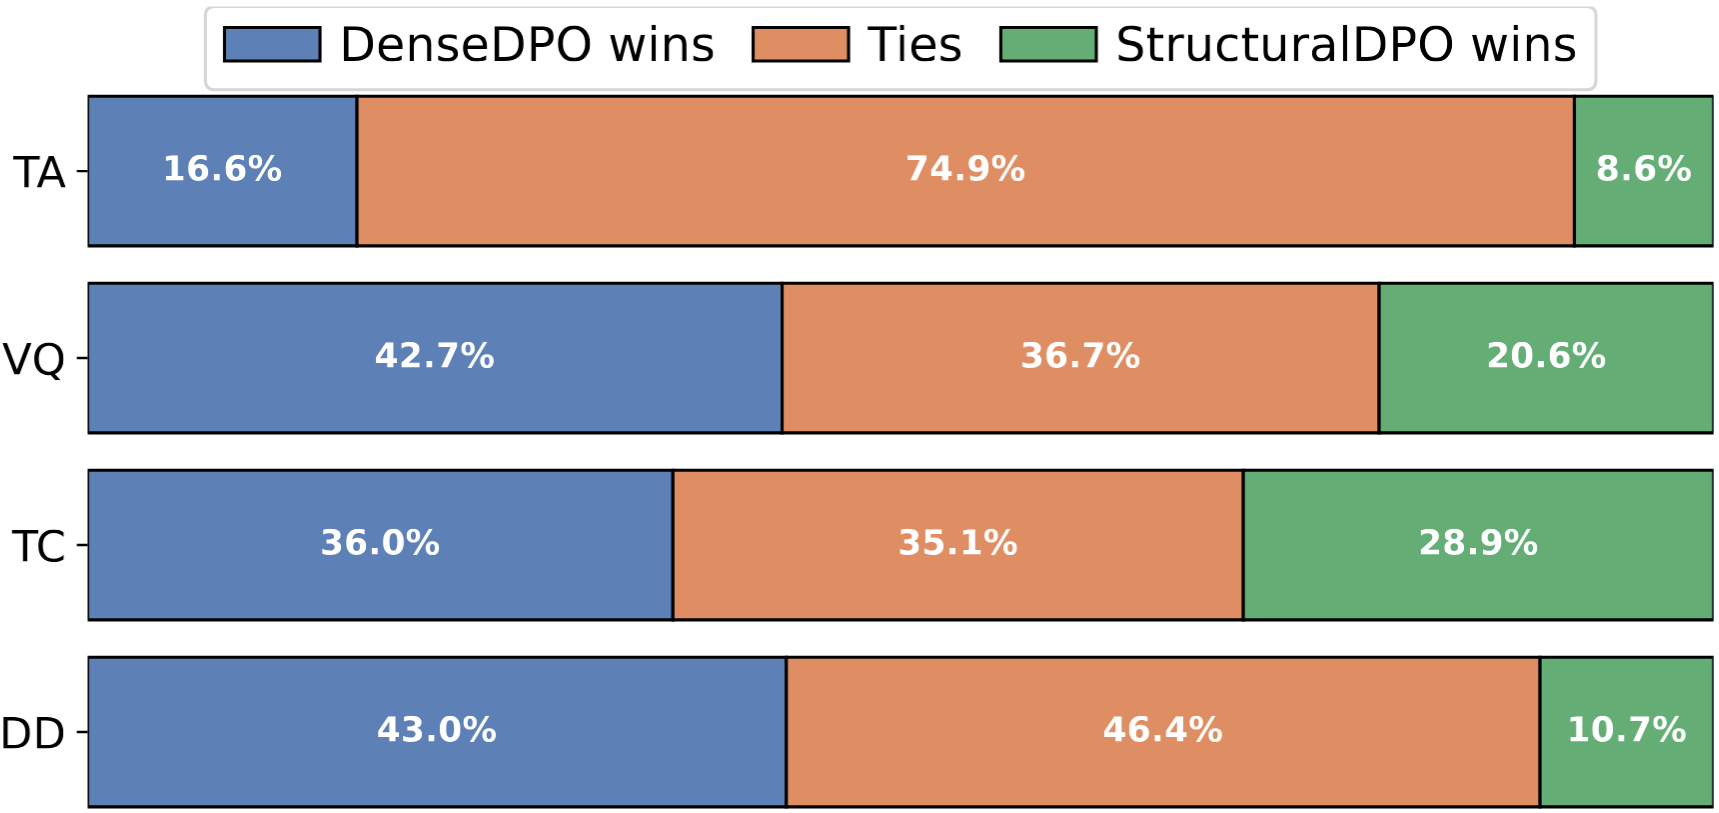 DenseDPO wins Ties StructuralDPO wins
TA 16.6% 74.9% 8.6%
VQ 42.7% 36.7% 20.6%
TC 36.0% 35.1% 28.9%
DD 43.0% 46.4% 10.7%